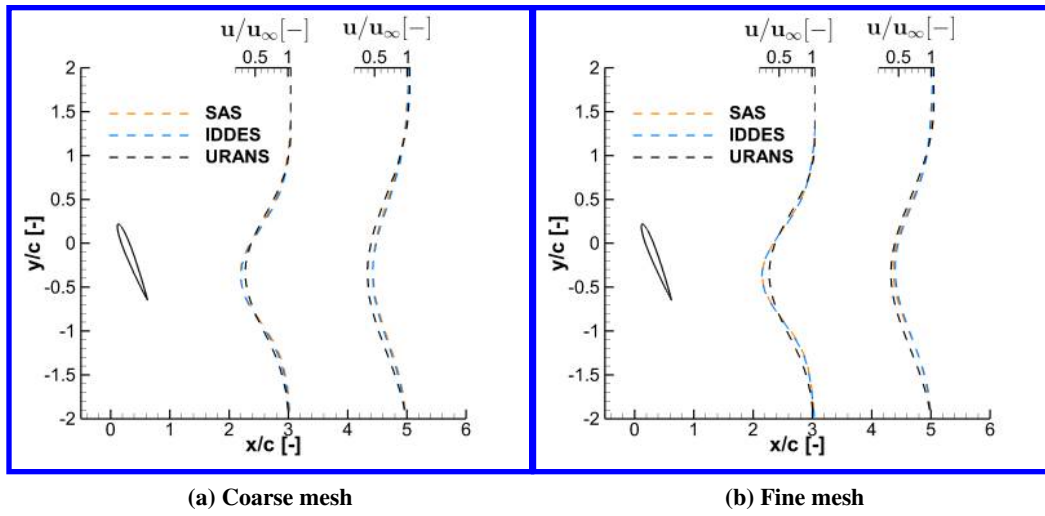 u/u∞[−] u/u∞[−]
0.5 1 0.5 1
2
1.5
1
0.5
0
-0.5
-1
-1.5
-2
y/c [-]
SAS
IDDES
URANS
0 1 2 3 4 5 6
x/c [-]
(a) Coarse mesh
u/u∞[−] u/u∞[−]
0.5 1 0.5 1
2
1.5
1
0.5
0
-0.5
-1
-1.5
-2
y/c [-]
SAS
IDDES
URANS
0 1 2 3 4 5 6
x/c [-]
(b) Fine mesh